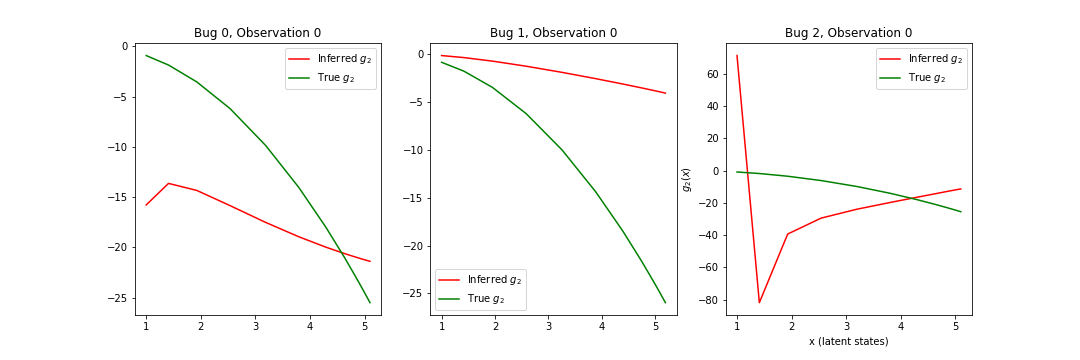 Bug 0, Observation 0
0
−5
−10
−15
−20
−25
1 2 3 4 5
Inferred g₂
True g₂
Bug 1, Observation 0
0
−5
−10
−15
−20
−25
1 2 3 4 5
Inferred g₂
True g₂
Bug 2, Observation 0
g₂(x)
60
40
20
0
−20
−40
−60
−80
1 2 3 4 5
x (latent states)
Inferred g₂
True g₂